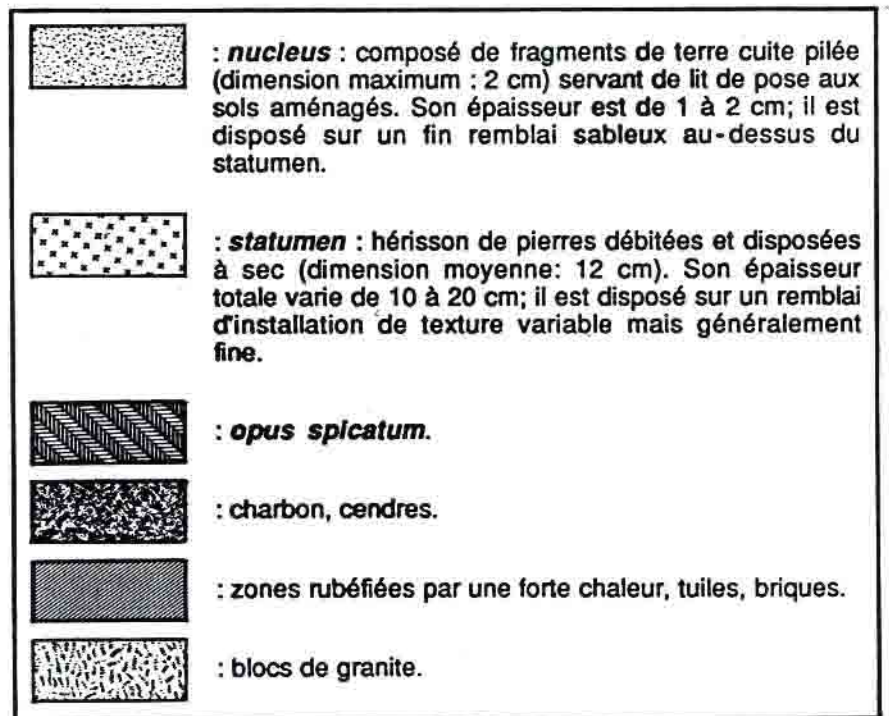 : nucleus : composé de fragments de terre cuite pilée
(dimension maximum : 2 cm) servant de lit de pose aux
sols aménagés. Son épaisseur est de 1 à 2 cm; il est
disposé sur un fin remblai sableux au-dessus du
statumen.
: statumen : hérisson de pierres débitées et disposées
à sec (dimension moyenne: 12 cm). Son épaisseur
totale varie de 10 à 20 cm; il est disposé sur un remblai
d'installation de texture variable mais généralement
fine.
: opus spicatum.
: charbon, cendres.
: zones rubéfiées par une forte chaleur, tuiles, briques.
: blocs de granite.